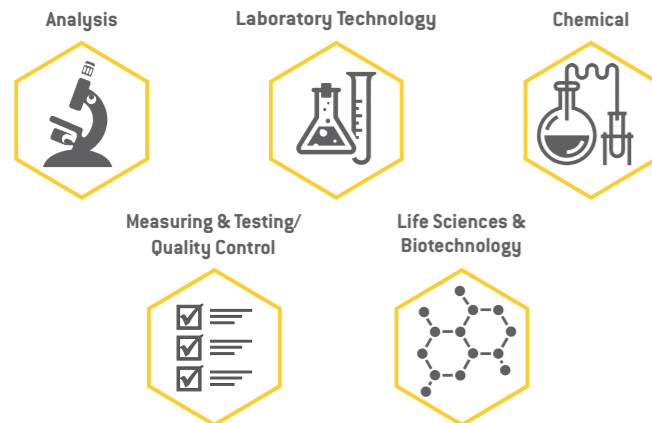 Analysis
Laboratory Technology
Chemical
Measuring & Testing/
Quality Control
Life Sciences &
Biotechnology